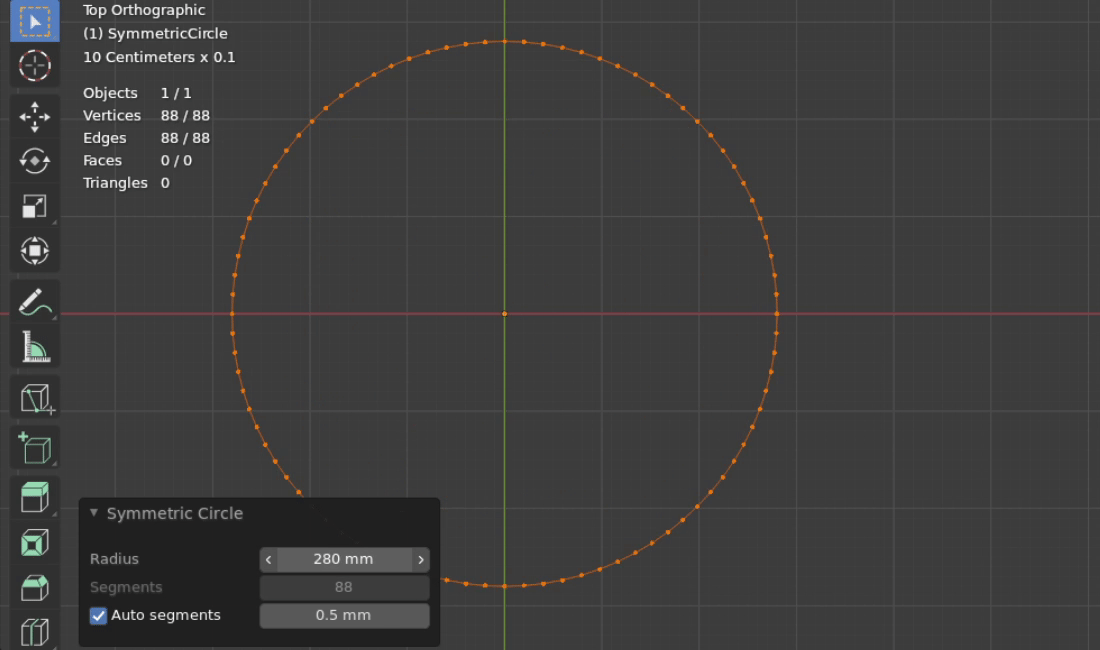 Top Orthographic
(1) SymmetricCircle
10 Centimeters x 0.1
Objects 1 / 1
Vertices 88 / 88
Edges 88 / 88
Faces 0 / 0
Triangles 0
Symmetric Circle
Radius 280 mm
Segments 88
Auto segments 0.5 mm